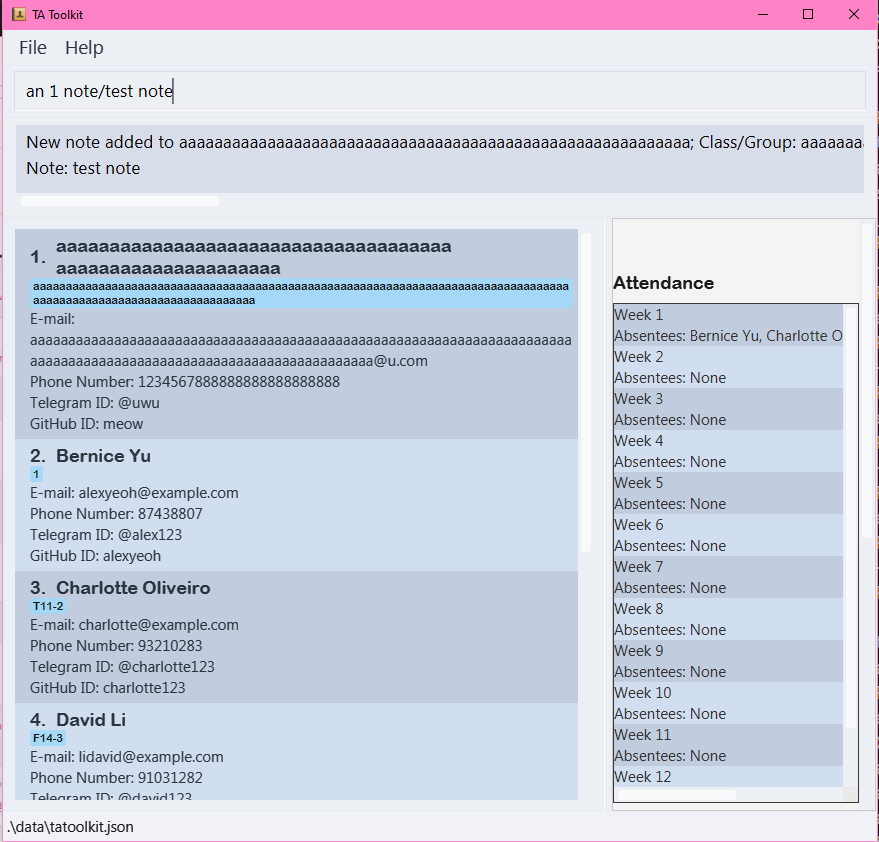 TA Toolkit
File Help
an 1 note/test note
New note added to aaaaaaaaaaaaaaaaaaaaaaaaaaaaaaaaaaaaaaaaaaaaaaaaaaaaaaaaaa; Class/Group: aaaaaaa
Note: test note
1. aaaaaaaaaaaaaaaaaaaaaaaaaaaaaaaaaaaaa
aaaaaaaaaaaaaaaaaaaaa
aaaaaaaaaaaaaaaaaaaaaaaaaaaaaaaaaaaaaaaaaaaaaaaaaaaaaaaaaaaaaaaaaaaaaaaaaaaaaaaaaa
aaaaaaaaaaaaaaaaaaaaaaaaaaaaaaaaaa
E-mail:
aaaaaaaaaaaaaaaaaaaaaaaaaaaaaaaaaaaaaaaaaaaaaaaaaaaaaaaaaaaaaaaaaaaaaaa
aaaaaaaaaaaaaaaaaaaaaaaaaaaaaaaaaaaaaaaaaaaaa@u.com
Phone Number: 1234567888888888888888888
Telegram ID: @uwu
GitHub ID: meow
2. Bernice Yu
1
E-mail: alexyeoh@example.com
Phone Number: 87438807
Telegram ID: @alex123
GitHub ID: alexyeoh
3. Charlotte Oliveiro
T11-2
E-mail: charlotte@example.com
Phone Number: 93210283
Telegram ID: @charlotte123
GitHub ID: charlotte123
4. David Li
F14-3
E-mail: lidavid@example.com
Phone Number: 91031282
Telegram ID: @david123
Attendance
Week 1
Absentees: Bernice Yu, Charlotte O
Week 2
Absentees: None
Week 3
Absentees: None
Week 4
Absentees: None
Week 5
Absentees: None
Week 6
Absentees: None
Week 7
Absentees: None
Week 8
Absentees: None
Week 9
Absentees: None
Week 10
Absentees: None
Week 11
Absentees: None
Week 12
.\data\tatoolkit.json